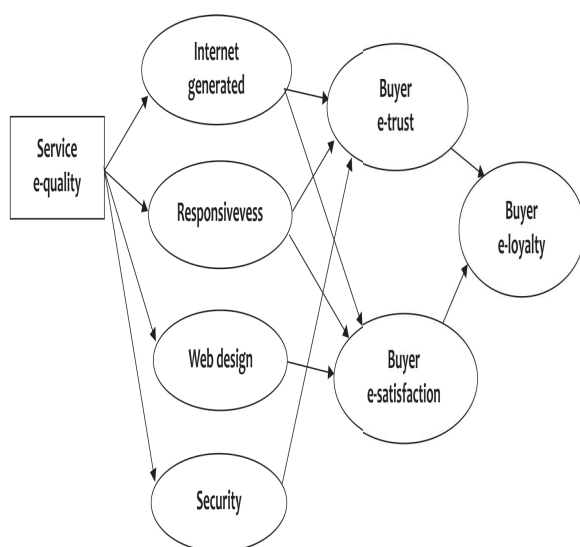 Internet
generated
Buyer
e-trust
Service
e-quality
Responsivevess
Buyer
e-loyalty
Web design
Buyer
e-satisfaction
Security